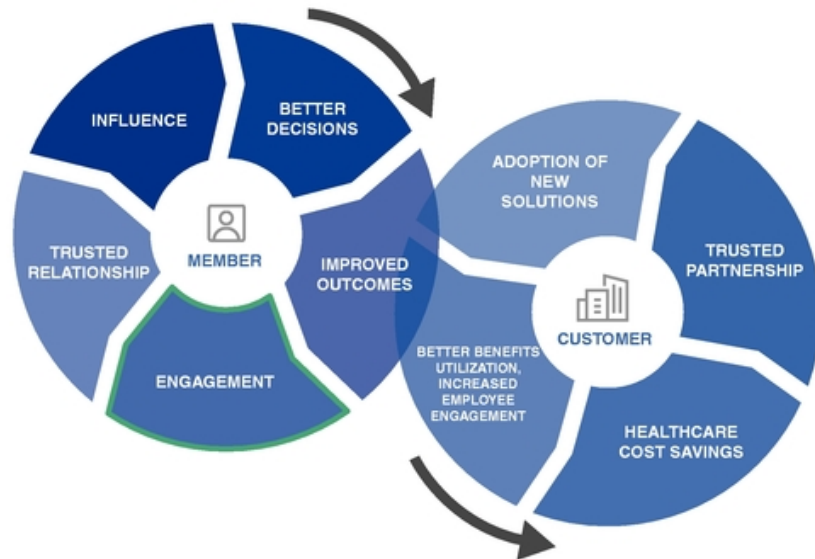 INFLUENCE
BETTER
DECISIONS
TRUSTED
RELATIONSHIP
MEMBER
IMPROVED
OUTCOMES
ENGAGEMENT
ADOPTION OF
NEW
SOLUTIONS
TRUSTED
PARTNERSHIP
CUSTOMER
BETTER BENEFITS
UTILIZATION,
INCREASED
EMPLOYEE
ENGAGEMENT
HEALTHCARE
COST SAVINGS